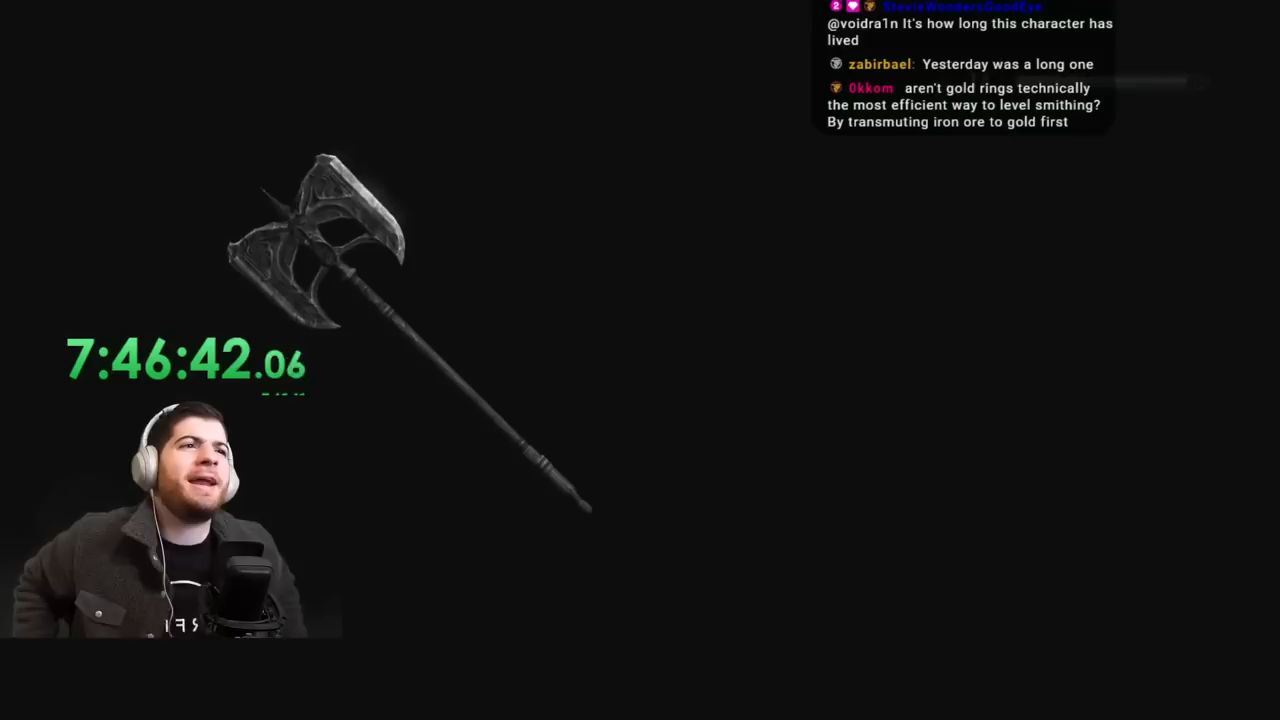 StevieWondersGoodEye
@voidra1n It's how long this character has
lived
zabirbael: Yesterday was a long one
0kkom aren't gold rings technically
the most efficient way to level smithing?
By transmuting iron ore to gold first
7:46:42.06